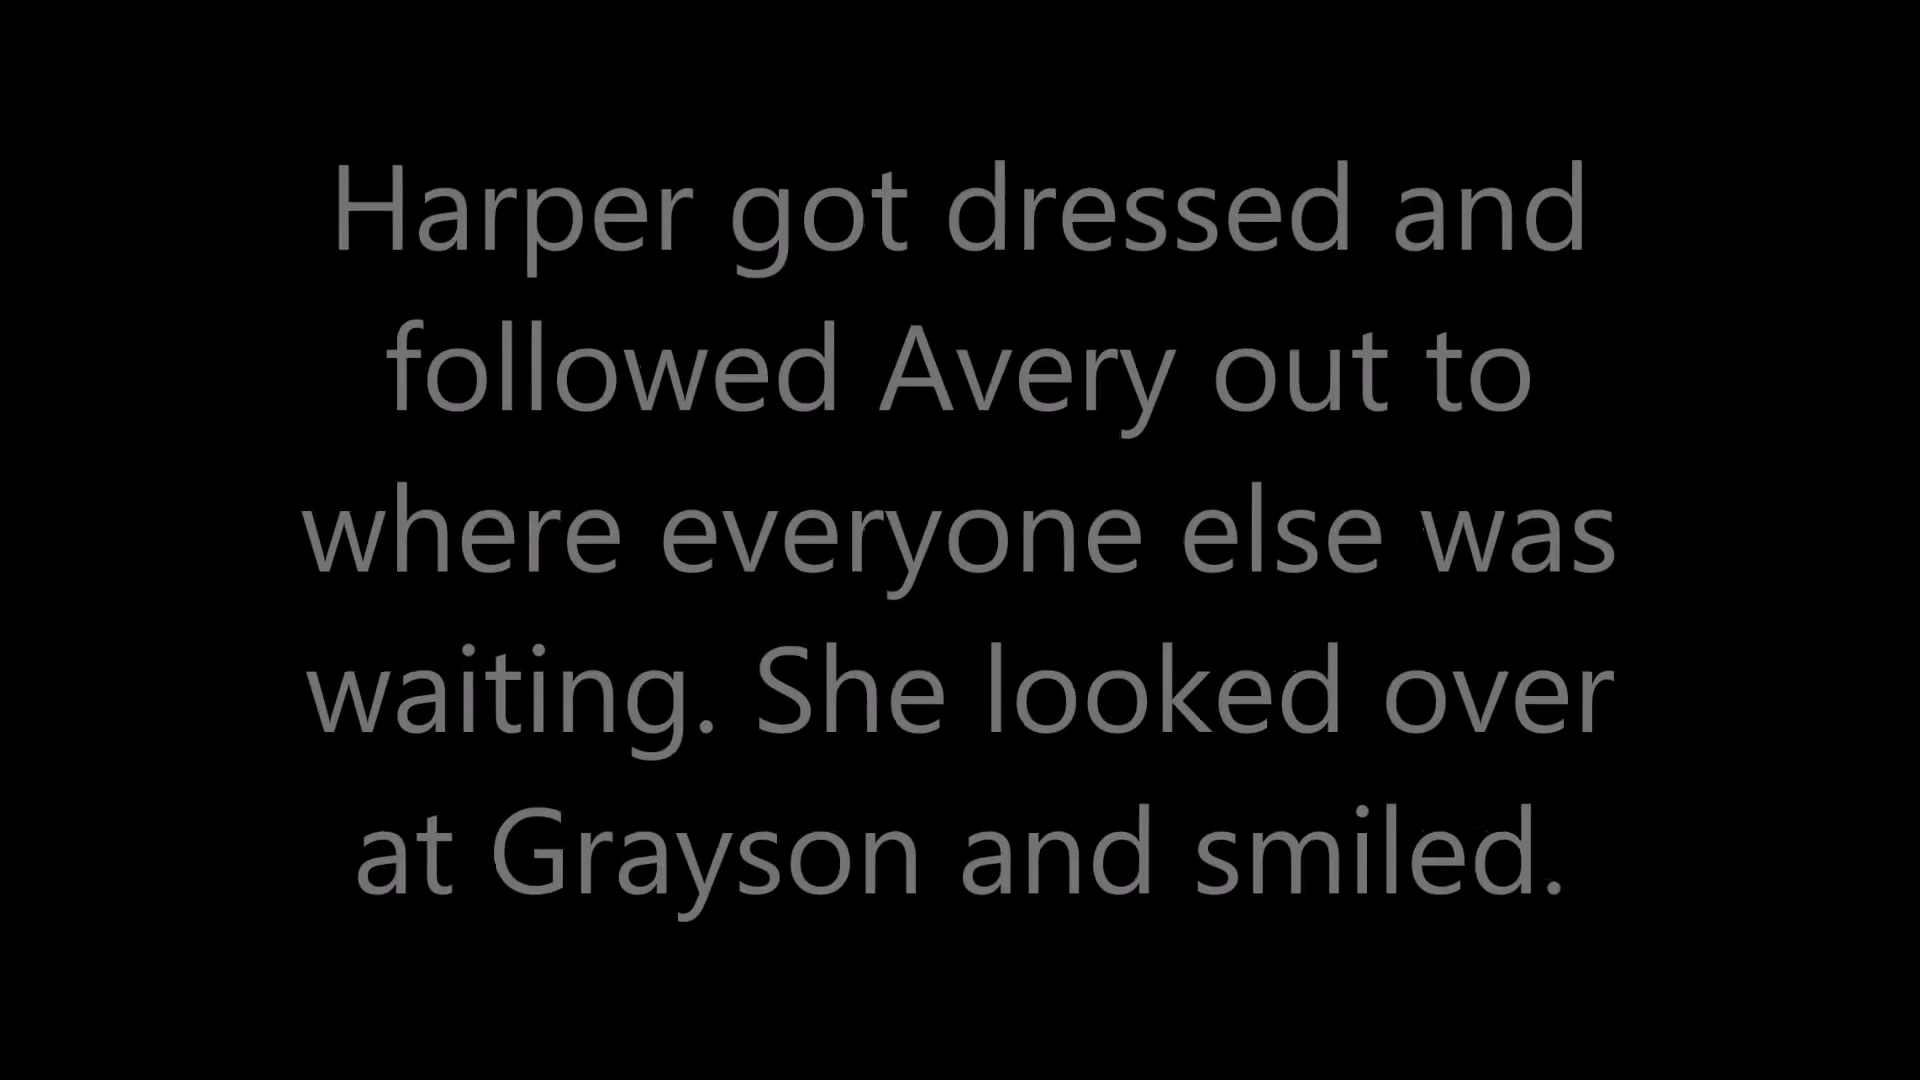 Harper got dressed and
followed Avery out to
where everyone else was
waiting. She looked over
at Grayson and smiled.